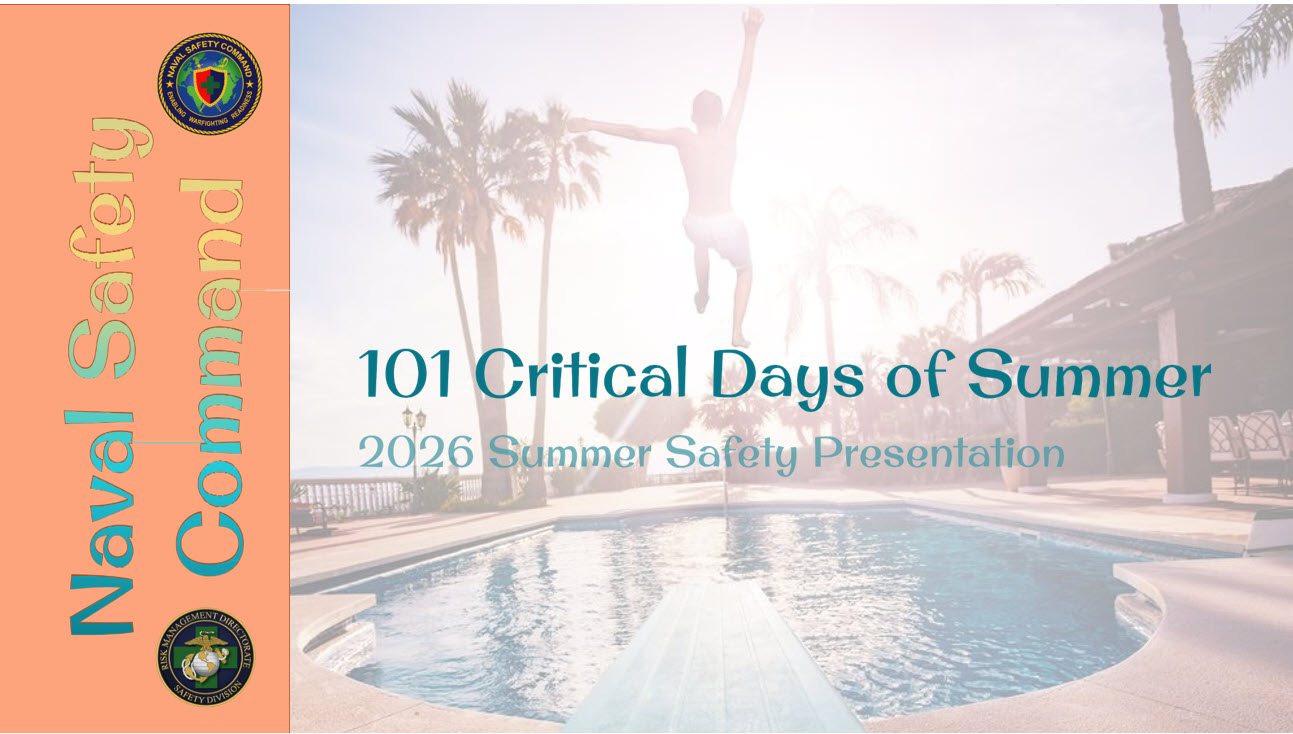 Naval Safety
Command
NAVAL SAFETY COMMAND
ENABLING WARFIGHTING READINESS
RISK MANAGEMENT DIRECTORATE
SAFETY DIVISION
101 Critical Days of Summer
2026 Summer Safety Presentation